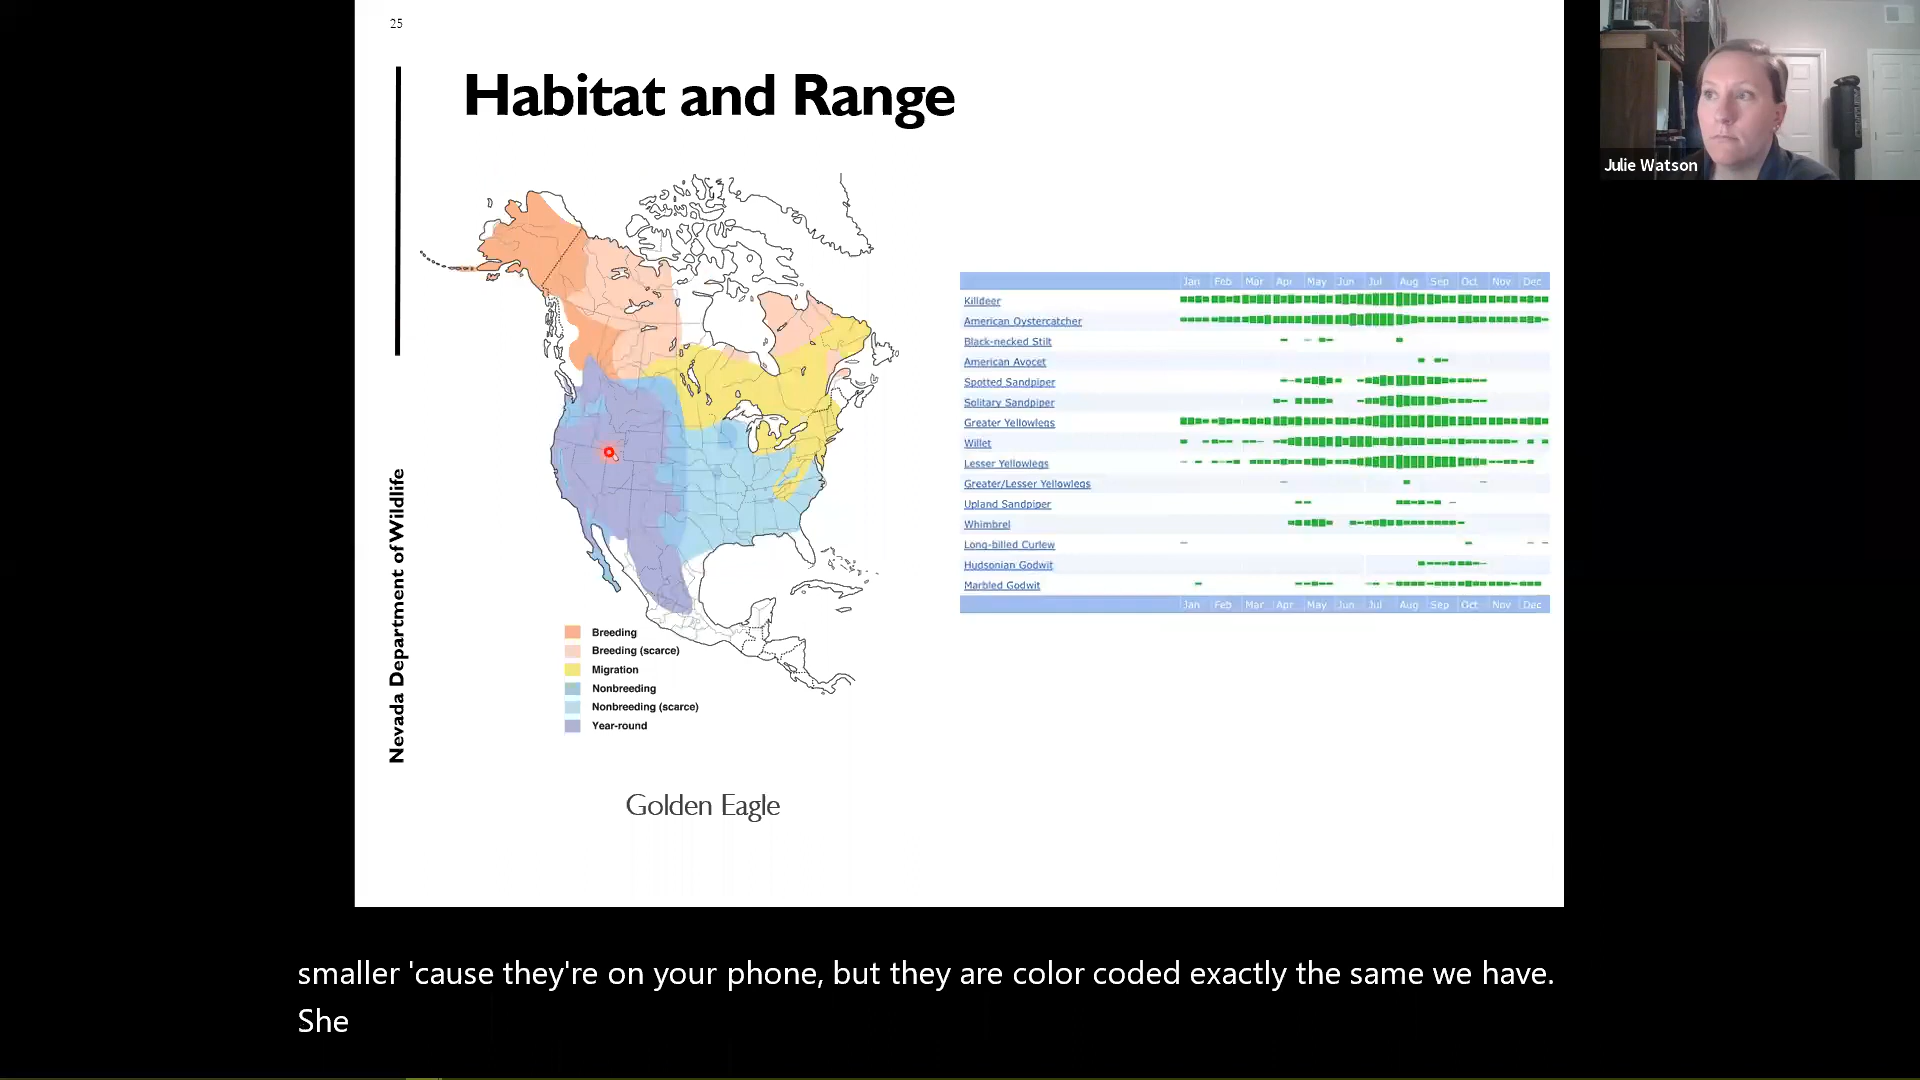 25
Habitat and Range
Julie Watson
Nevada Department of Wildlife
Breeding
Breeding (scarce)
Migration
Nonbreeding
Nonbreeding (scarce)
Year-round
Golden Eagle
Jan Feb Mar Apr May Jun Jul Aug Sep Oct Nov Dec
Killdeer
American Oystercatcher
Black-necked Stilt
American Avocet
Spotted Sandpiper
Solitary Sandpiper
Greater Yellowlegs
Willet
Lesser Yellowlegs
Greater/Lesser Yellowlegs
Upland Sandpiper
Whimbrel
Long-billed Curlew
Hudsonian Godwit
Marbled Godwit
Jan Feb Mar Apr May Jun Jul Aug Sep Oct Nov Dec
smaller 'cause they're on your phone, but they are color coded exactly the same we have.
She